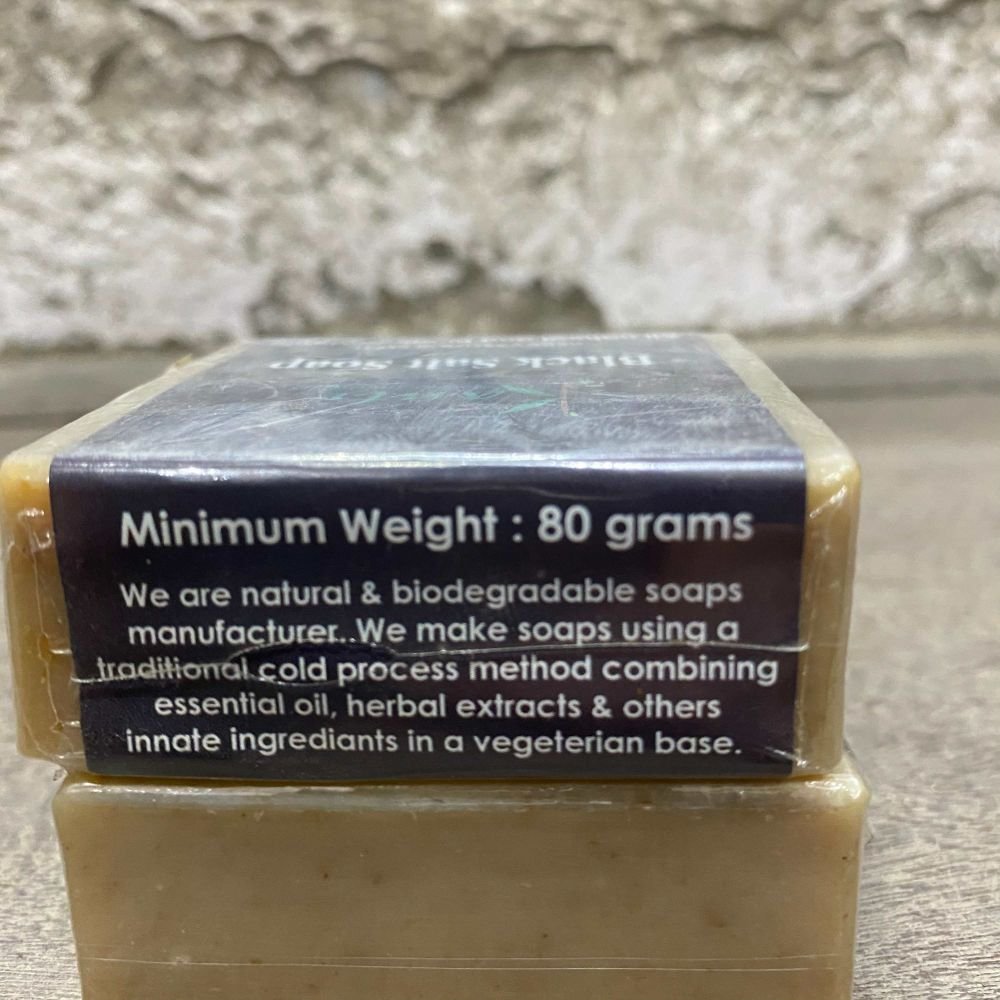 Black Salt Soap
Minimum Weight : 80 grams
We are natural & biodegradable soaps
manufacturer..We make soaps using a
traditional cold process method combining
essential oil, herbal extracts & others
innate ingrediants in a vegeterian base.